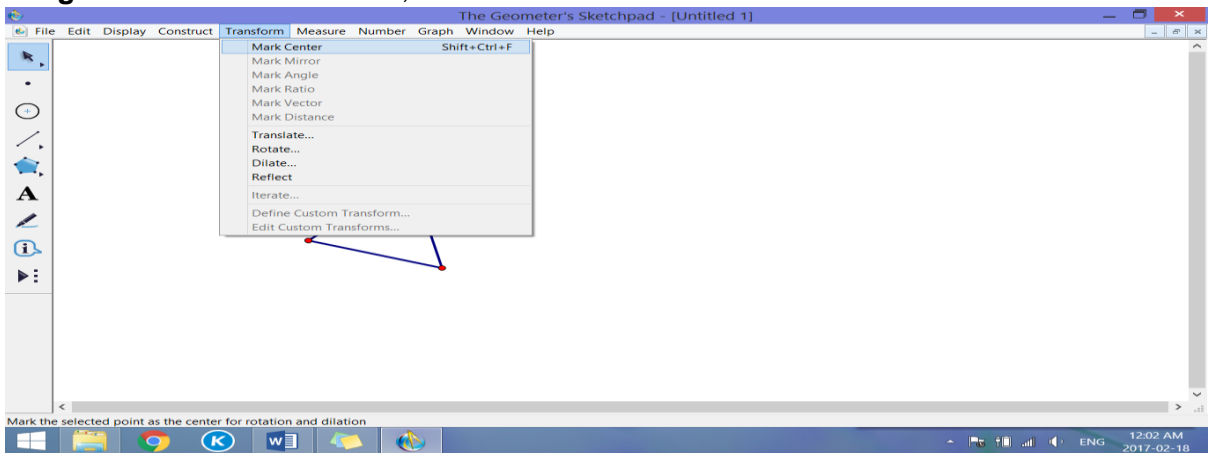 The Geometer's Sketchpad - [Untitled 1]
File Edit Display Construct Transform Measure Number Graph Window Help
Mark Center Shift+Ctrl+F
Mark Mirror
Mark Angle
Mark Ratio
Mark Vector
Mark Distance
Translate...
Rotate...
Dilate...
Reflect
Iterate...
Define Custom Transform...
Edit Custom Transforms...
A
Mark the selected point as the center for rotation and dilation
ENG 12:02 AM
2017-02-18